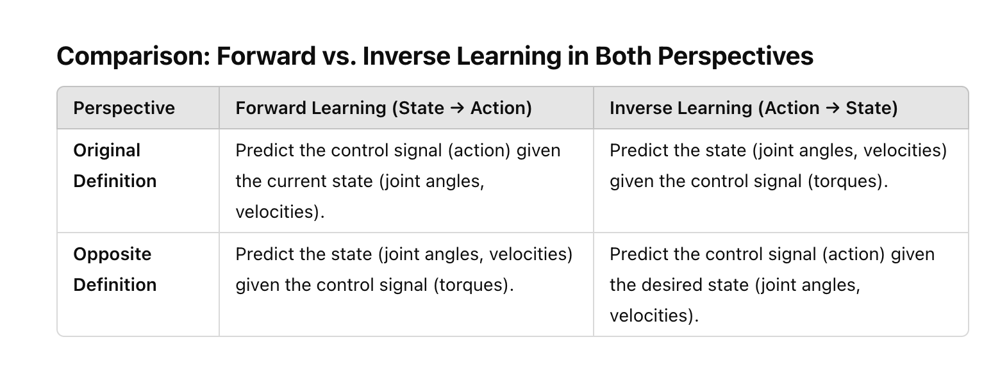 Comparison: Forward vs. Inverse Learning in Both Perspectives
Perspective
Forward Learning (State → Action)
Inverse Learning (Action → State)
Original
Definition
Predict the control signal (action) given
the current state (joint angles,
velocities).
Predict the state (joint angles, velocities)
given the control signal (torques).
Opposite
Definition
Predict the state (joint angles, velocities)
given the control signal (torques).
Predict the control signal (action) given
the desired state (joint angles,
velocities).